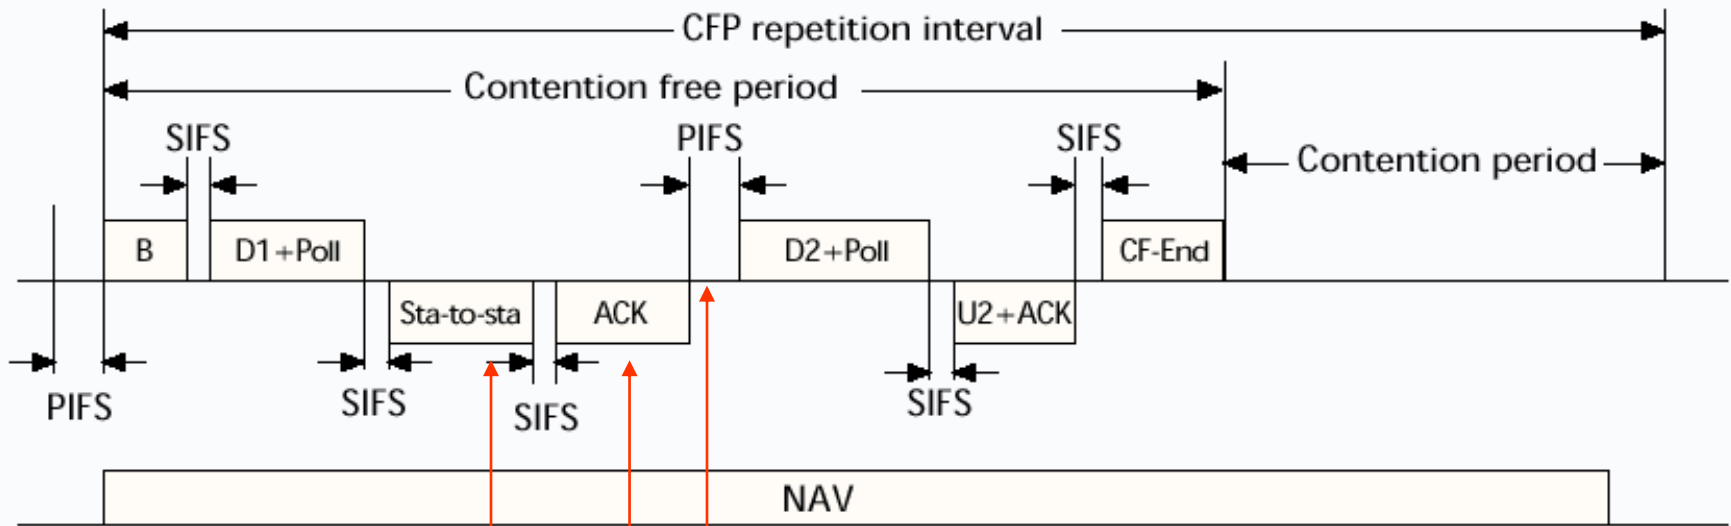 CFP repetition interval
Contention free period
SIFS
PIFS
SIFS
Contention period
B
D1+Poll
D2+Poll
CF-End
Sta-to-sta
ACK
U2+ACK
PIFS
SIFS
SIFS
SIFS
NAV